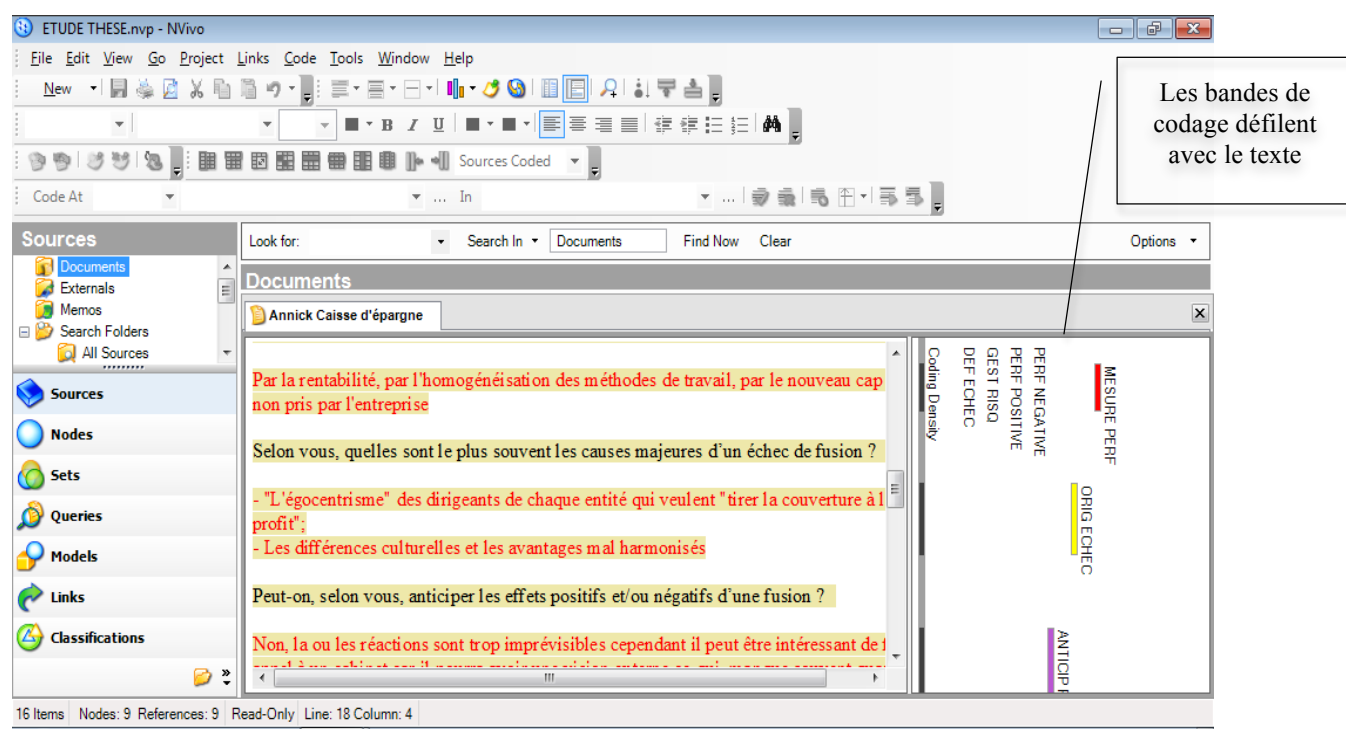 ETUDE THESE.nvp - NVivo
File Edit View Go Project Links Code Tools Window Help
New
B I U
Sources Coded
Code At ... In ...
Les bandes de
codage défilent
avec le texte
Sources
Documents
Externals
Memos
Search Folders
All Sources
Sources
Nodes
Sets
Queries
Models
Links
Classifications
Look for: Search In Documents Find Now Clear Options
Documents
Annick Caisse d'épargne
Par la rentabilité, par l'homogénéisation des méthodes de travail, par le nouveau cap
non pris par l'entreprise
Selon vous, quelles sont le plus souvent les causes majeures d'un échec de fusion ?
- "L'égocentrisme" des dirigeants de chaque entité qui veulent "tirer la couverture à l
profit";
- Les différences culturelles et les avantages mal harmonisés
Peut-on, selon vous, anticiper les effets positifs et/ou négatifs d'une fusion ?
Non, la ou les réactions sont trop imprévisibles cependant il peut être intéressant de f
Coding Density
DEF ECHEC
GEST RISQ
PERF POSITIVE
PERF NEGATIVE
MESURE PERF
ORIG ECHEC
ANTICIP
16 Items Nodes: 9 References: 9 Read-Only Line: 18 Column: 4